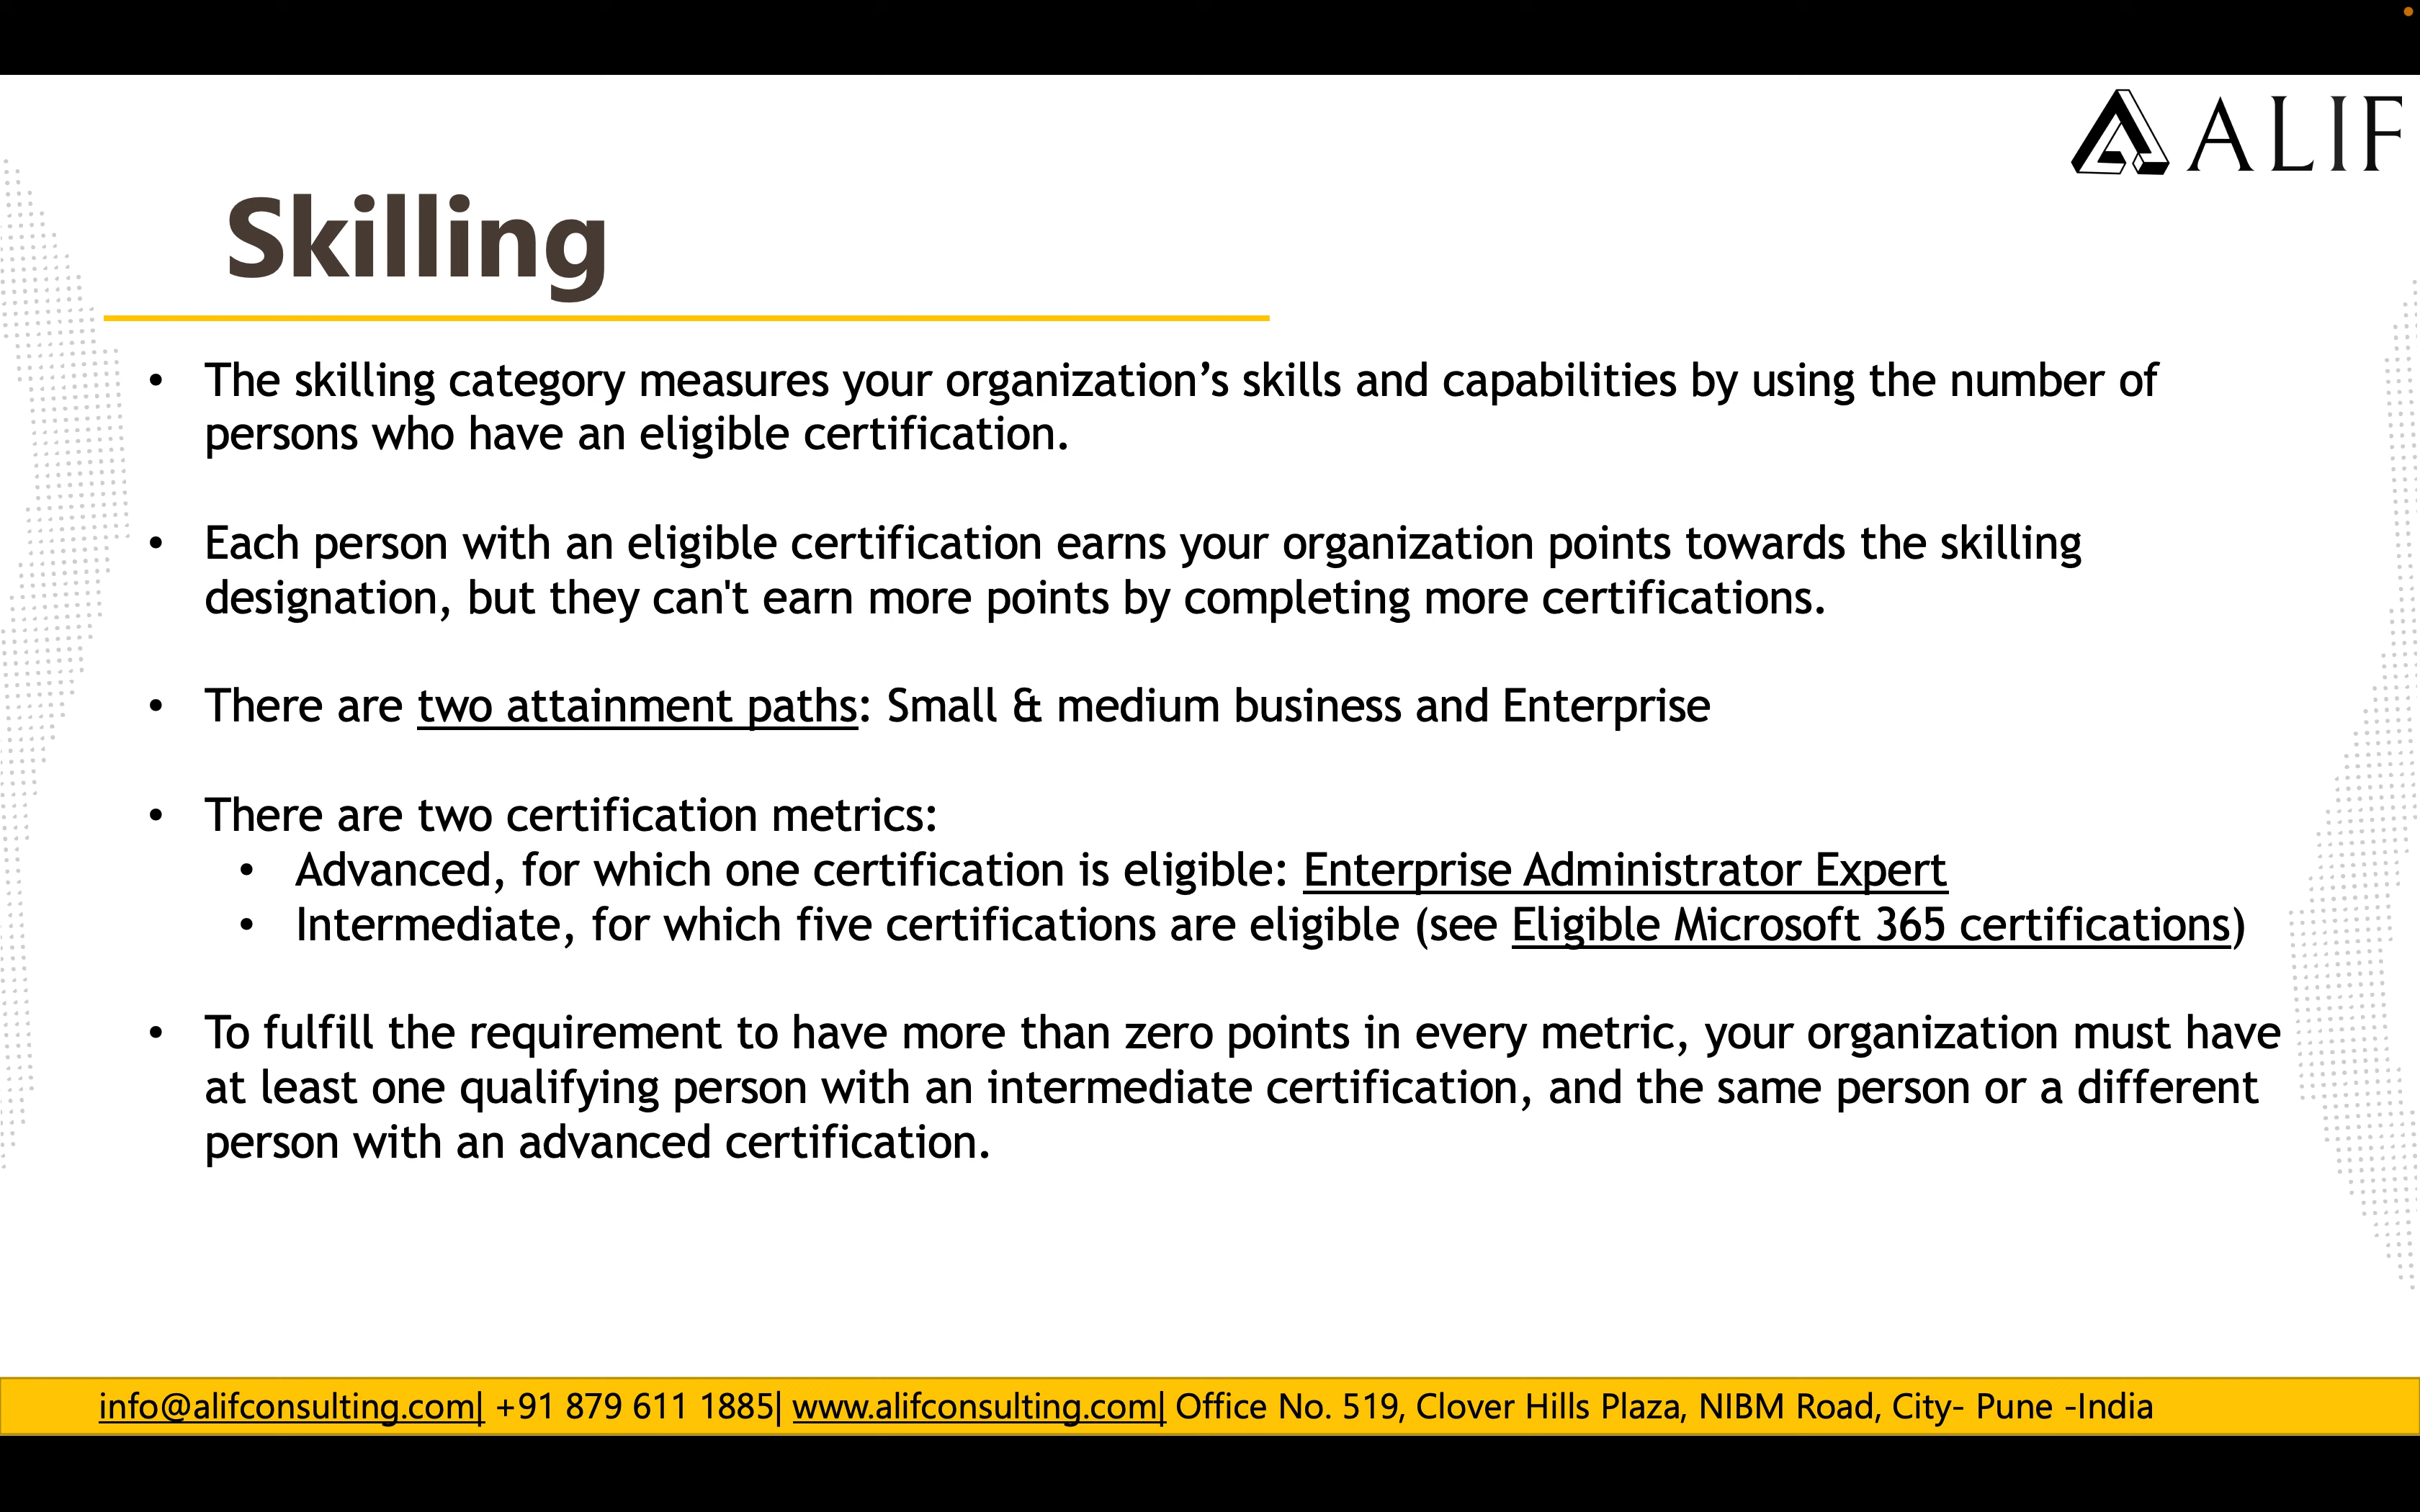 ALIF
Skilling
• The skilling category measures your organization’s skills and capabilities by using the number of
persons who have an eligible certification.
• Each person with an eligible certification earns your organization points towards the skilling
designation, but they can't earn more points by completing more certifications.
• There are two attainment paths: Small & medium business and Enterprise
• There are two certification metrics:
• Advanced, for which one certification is eligible: Enterprise Administrator Expert
• Intermediate, for which five certifications are eligible (see Eligible Microsoft 365 certifications)
• To fulfill the requirement to have more than zero points in every metric, your organization must have
at least one qualifying person with an intermediate certification, and the same person or a different
person with an advanced certification.
info@alifconsulting.com| +91 879 611 1885| www.alifconsulting.com| Office No. 519, Clover Hills Plaza, NIBM Road, City- Pune -India